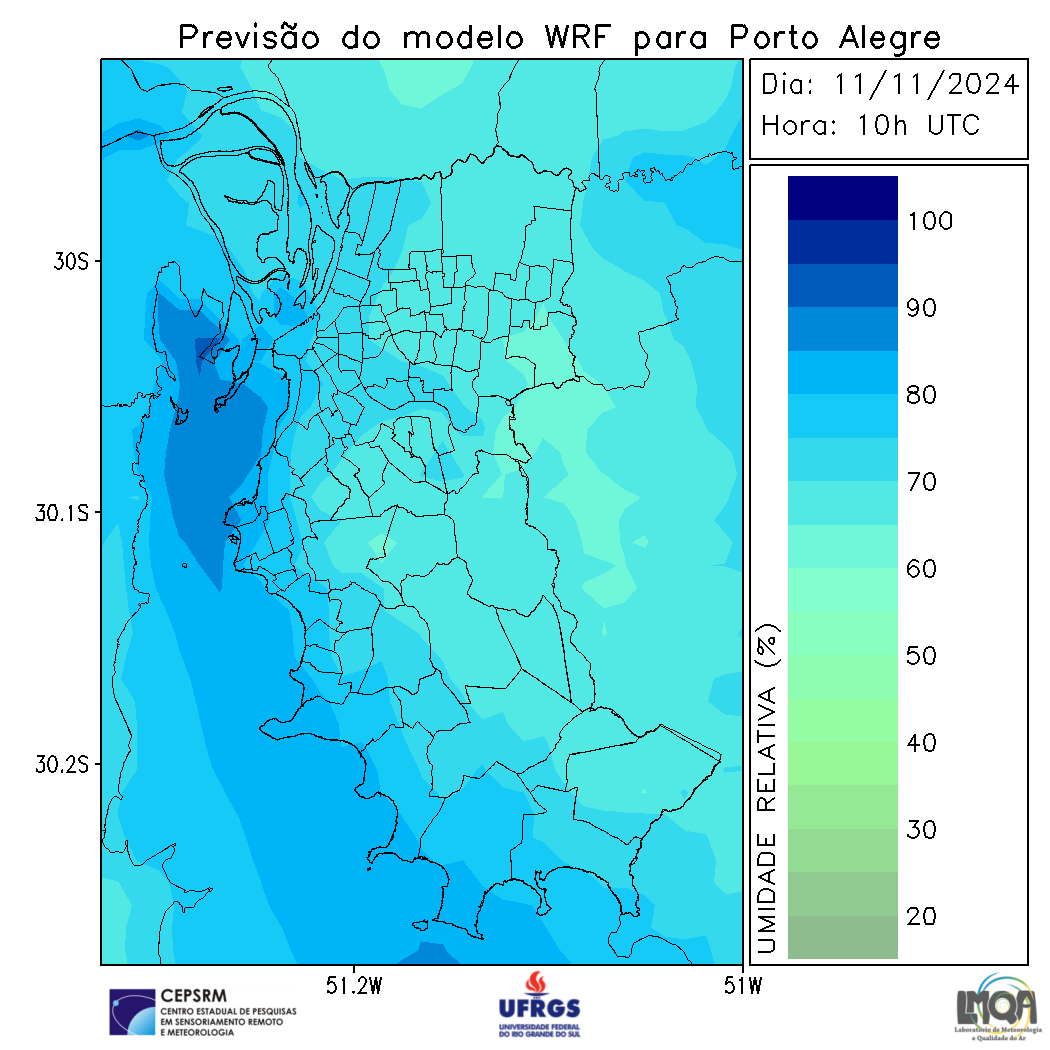 Previsão do modelo WRF para Porto Alegre
Dia: 11/11/2024
Hora: 10h UTC
30S
30.1S
30.2S
51.2W
51W
UMIDADE RELATIVA (%)
100
90
80
70
60
50
40
30
20
CEPSRM
CENTRO ESTADUAL DE PESQUISAS
EM SENSORIAMENTO REMOTO
E METEOROLOGIA
UFRGS
UNIVERSIDADE FEDERAL
DO RIO GRANDE DO SUL
LMQA
Laboratório de Meteorologia
e Qualidade do Ar